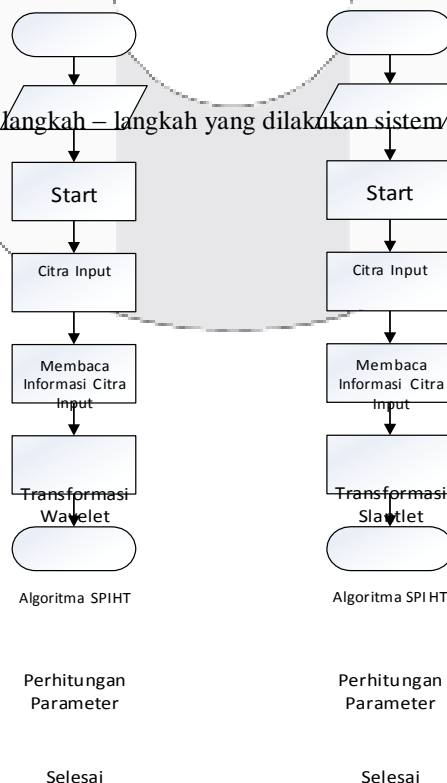 langkah – langkah yang dilakukan sistem
Start
Citra Input
Membaca
Informasi Citra
Input
Transformasi
Wavelet
Algoritma SPIHT
Perhitungan
Parameter
Selesai
Start
Citra Input
Membaca
Informasi Citra
Input
Transformasi
Slantlet
Algoritma SPIHT
Perhitungan
Parameter
Selesai